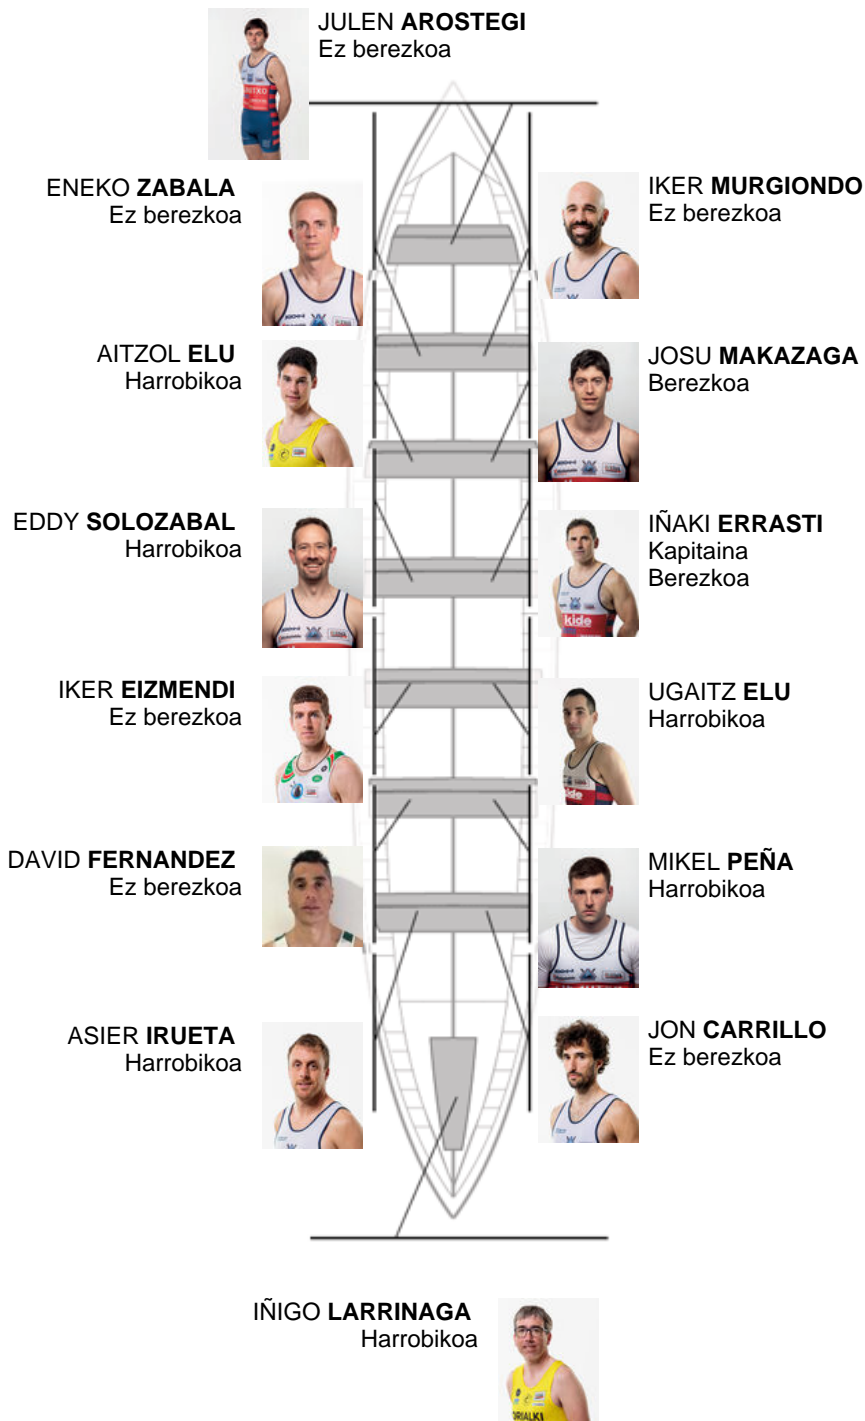 JULEN AROSTEGI
Ez berezkoa
ENEKO ZABALA
Ez berezkoa
IKER MURGIONDO
Ez berezkoa
AITZOL ELU
Harrobikoa
JOSU MAKAZAGA
Berezkoa
EDDY SOLOZABAL
Harrobikoa
IÑAKI ERRASTI
Kapitaina
Berezkoa
kide
IKER EIZMENDI
Ez berezkoa
UGAITZ ELU
Harrobikoa
kide
DAVID FERNANDEZ
Ez berezkoa
MIKEL PEÑA
Harrobikoa
ASIER IRUETA
Harrobikoa
JON CARRILLO
Ez berezkoa
IÑIGO LARRINAGA
Harrobikoa